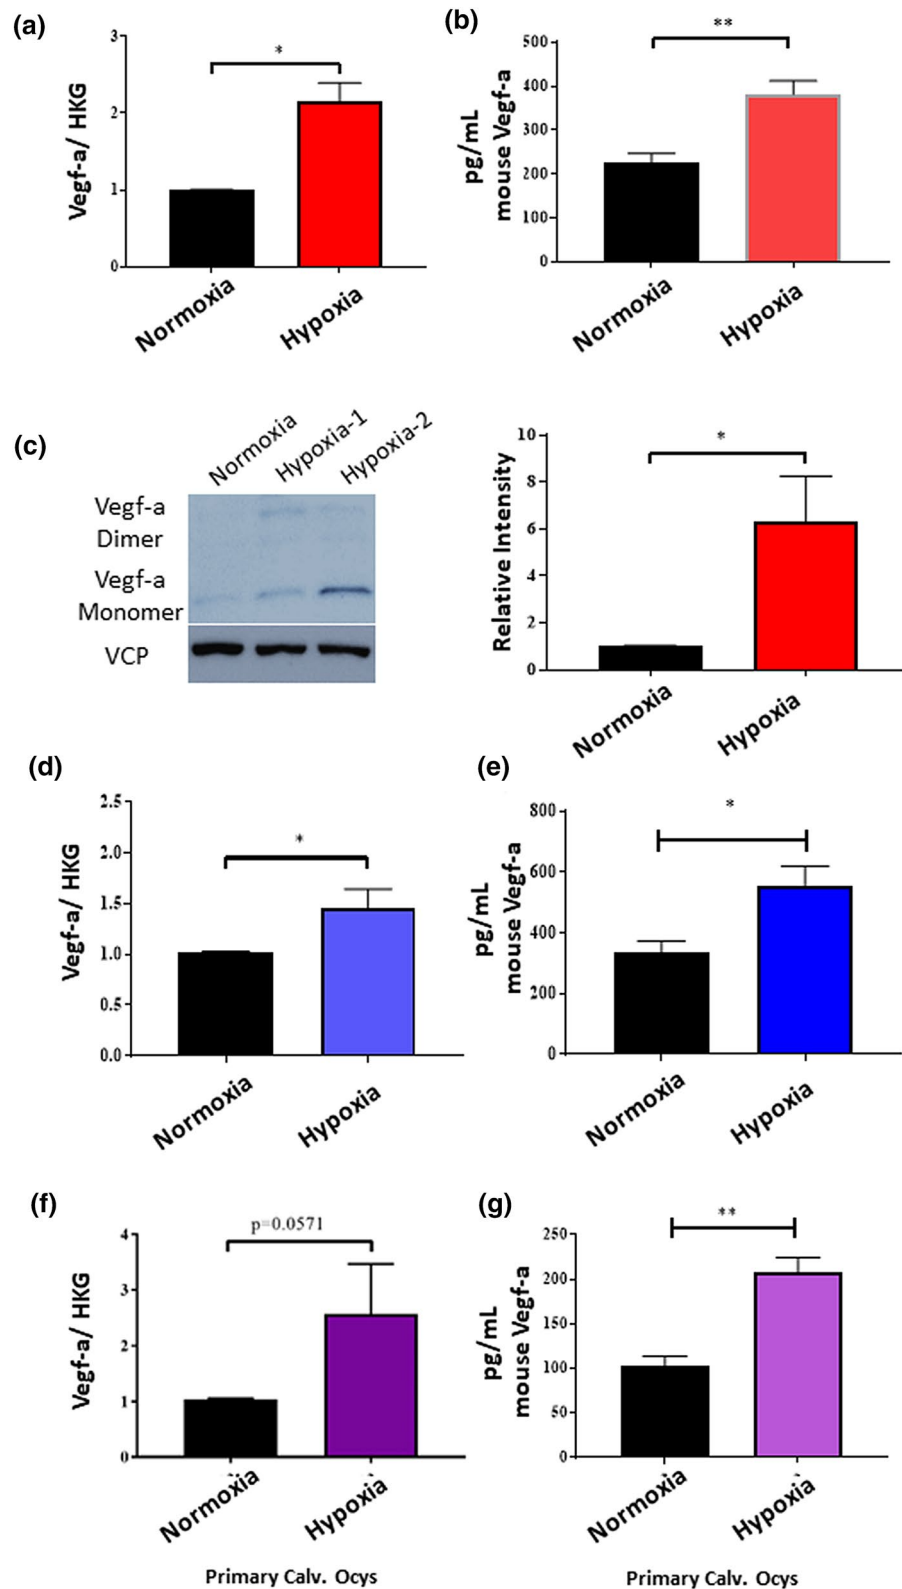 (a)
Vegf-a/ HKG
3
2
1
0
*
Normoxia
Hypoxia
(b)
pg/mL
mouse Vegf-a
500
400
300
200
100
0
**
Normoxia
Hypoxia
(c)
Normoxia
Hypoxia-1
Hypoxia-2
Vegf-a
Dimer
Vegf-a
Monomer
VCP
Relative Intensity
10
8
6
4
2
0
*
Normoxia
Hypoxia
(d)
Vegf-a/ HKG
2.5
2.0
1.5
1.0
0.5
0.0
*
Normoxia
Hypoxia
(e)
pg/mL
mouse Vegf-a
800
600
400
200
0
*
Normoxia
Hypoxia
(f)
Vegf-a/ HKG
4
3
2
1
0
p=0.0571
Normoxia
Hypoxia
Primary Calv. Ocys
(g)
pg/mL
mouse Vegf-a
250
200
150
100
50
0
**
Normoxia
Hypoxia
Primary Calv. Ocys